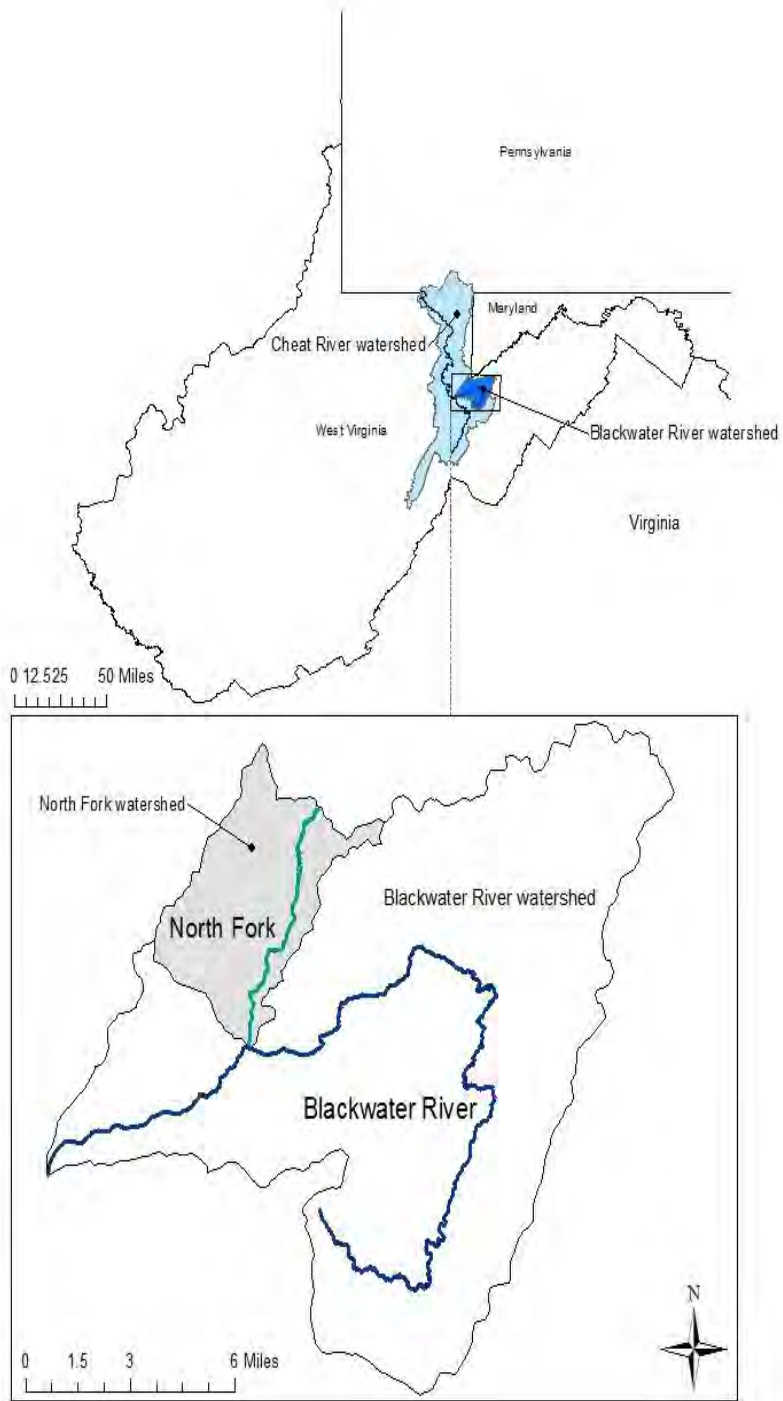 Pennsylvania
Maryland
Cheat River watershed
West Virginia
Blackwater River watershed
Virginia
0 12.525 50 Miles
North Fork watershed
Blackwater River watershed
North Fork
Blackwater River
N
0 1.5 3 6 Miles